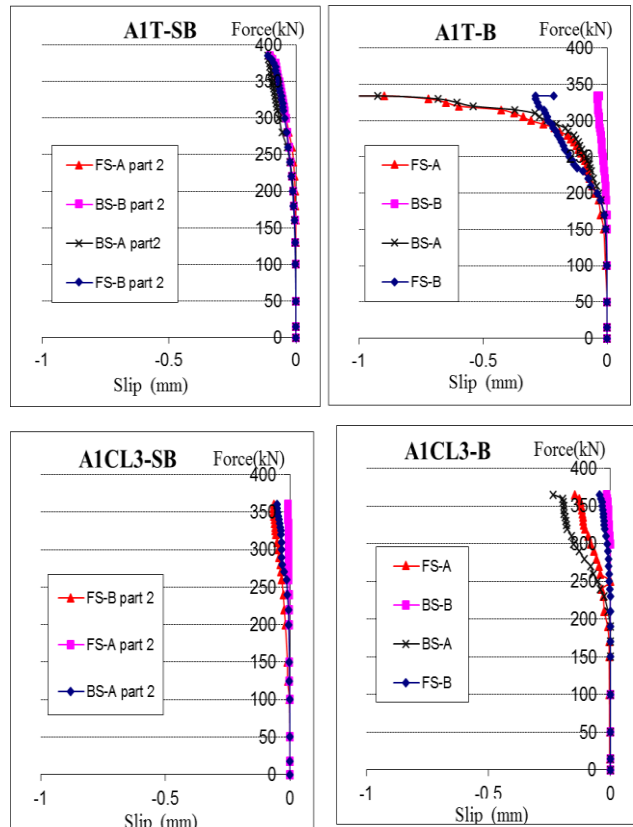 A1T-SB
Force(kN)
400
350
300
250
200
150
100
50
0
FS-A part 2
BS-B part 2
BS-A part2
FS-B part 2
-1
-0.5
0
Slip (mm)
A1T-B
Force(kN)
400
350
300
250
200
150
100
50
0
FS-A
BS-B
BS-A
FS-B
-1
-0.5
0
Slip (mm)
A1CL3-SB
Force(kN)
400
350
300
250
200
150
100
50
0
FS-B part 2
FS-A part 2
BS-A part 2
-1
-0.5
0
Slip (mm)
A1CL3-B
Force(kN)
400
350
300
250
200
150
100
50
0
FS-A
BS-B
BS-A
FS-B
-1
-0.5
0
Slip (mm)